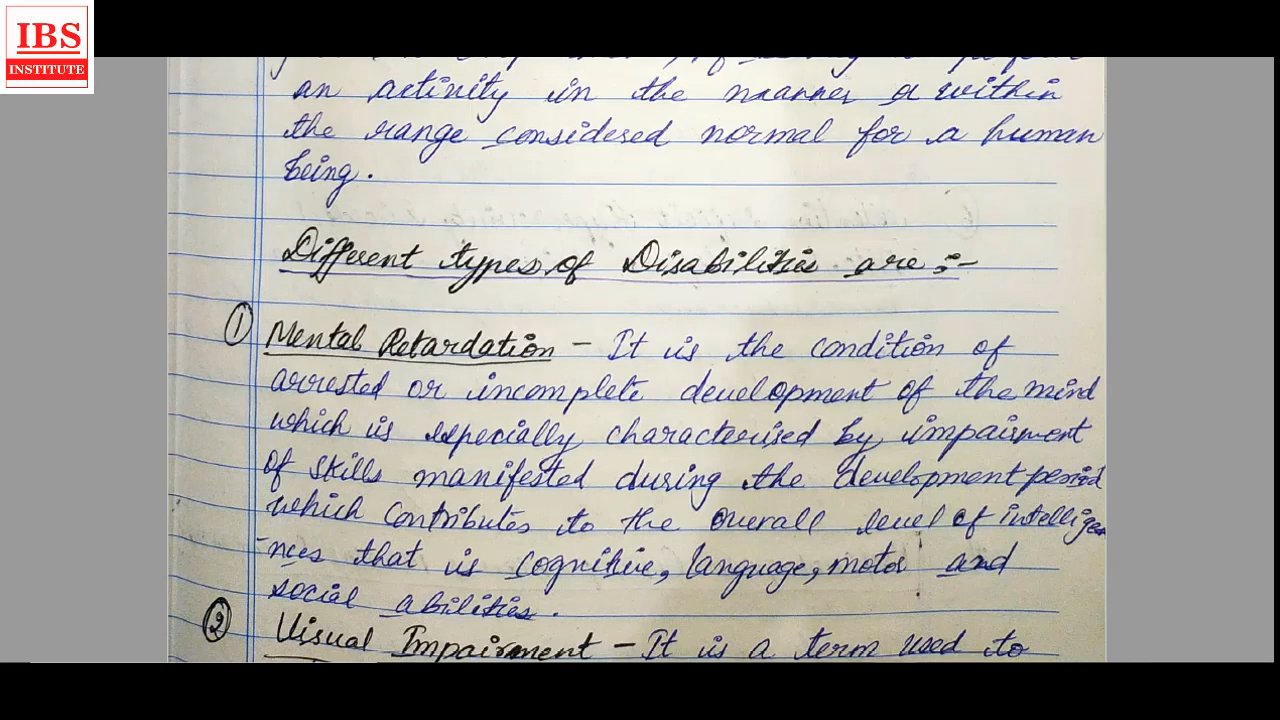 IBS
INSTITUTE
an activity in the manner or within
the range considered normal for a human
being.
Different types of Disabilities are :-
① Mental Retardation - It is the condition of
arrested or incomplete development of the mind
which is especially characterised by impairment
of skills manifested during the development period
which contributes to the overall level of intellige
-nces that is cognitive, language, motor and
social abilities.
② Visual Impairment - It is a term used to